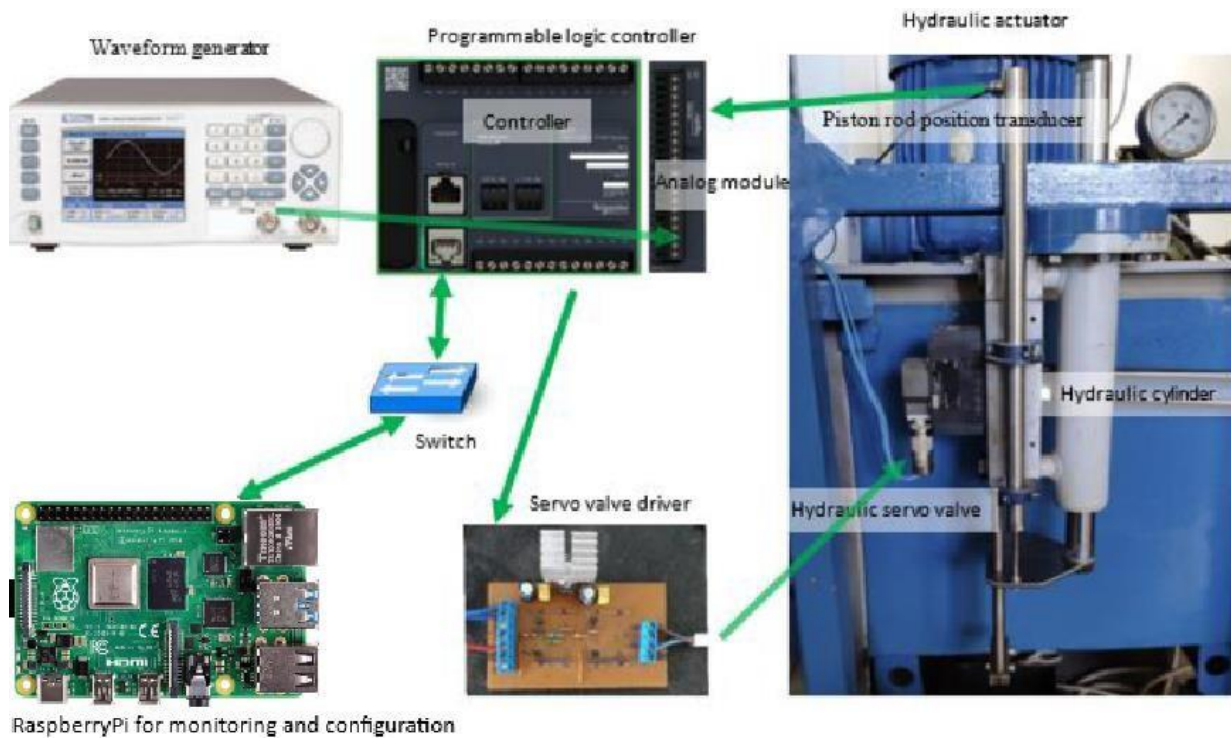 Hydraulic actuator
Waveform generator
Programmable logic controller
Controller
Piston rod position transducer
Analog module
Hydraulic cylinder
Switch
Servo valve driver
Hydraulic servo valve
RaspberryPi for monitoring and configuration